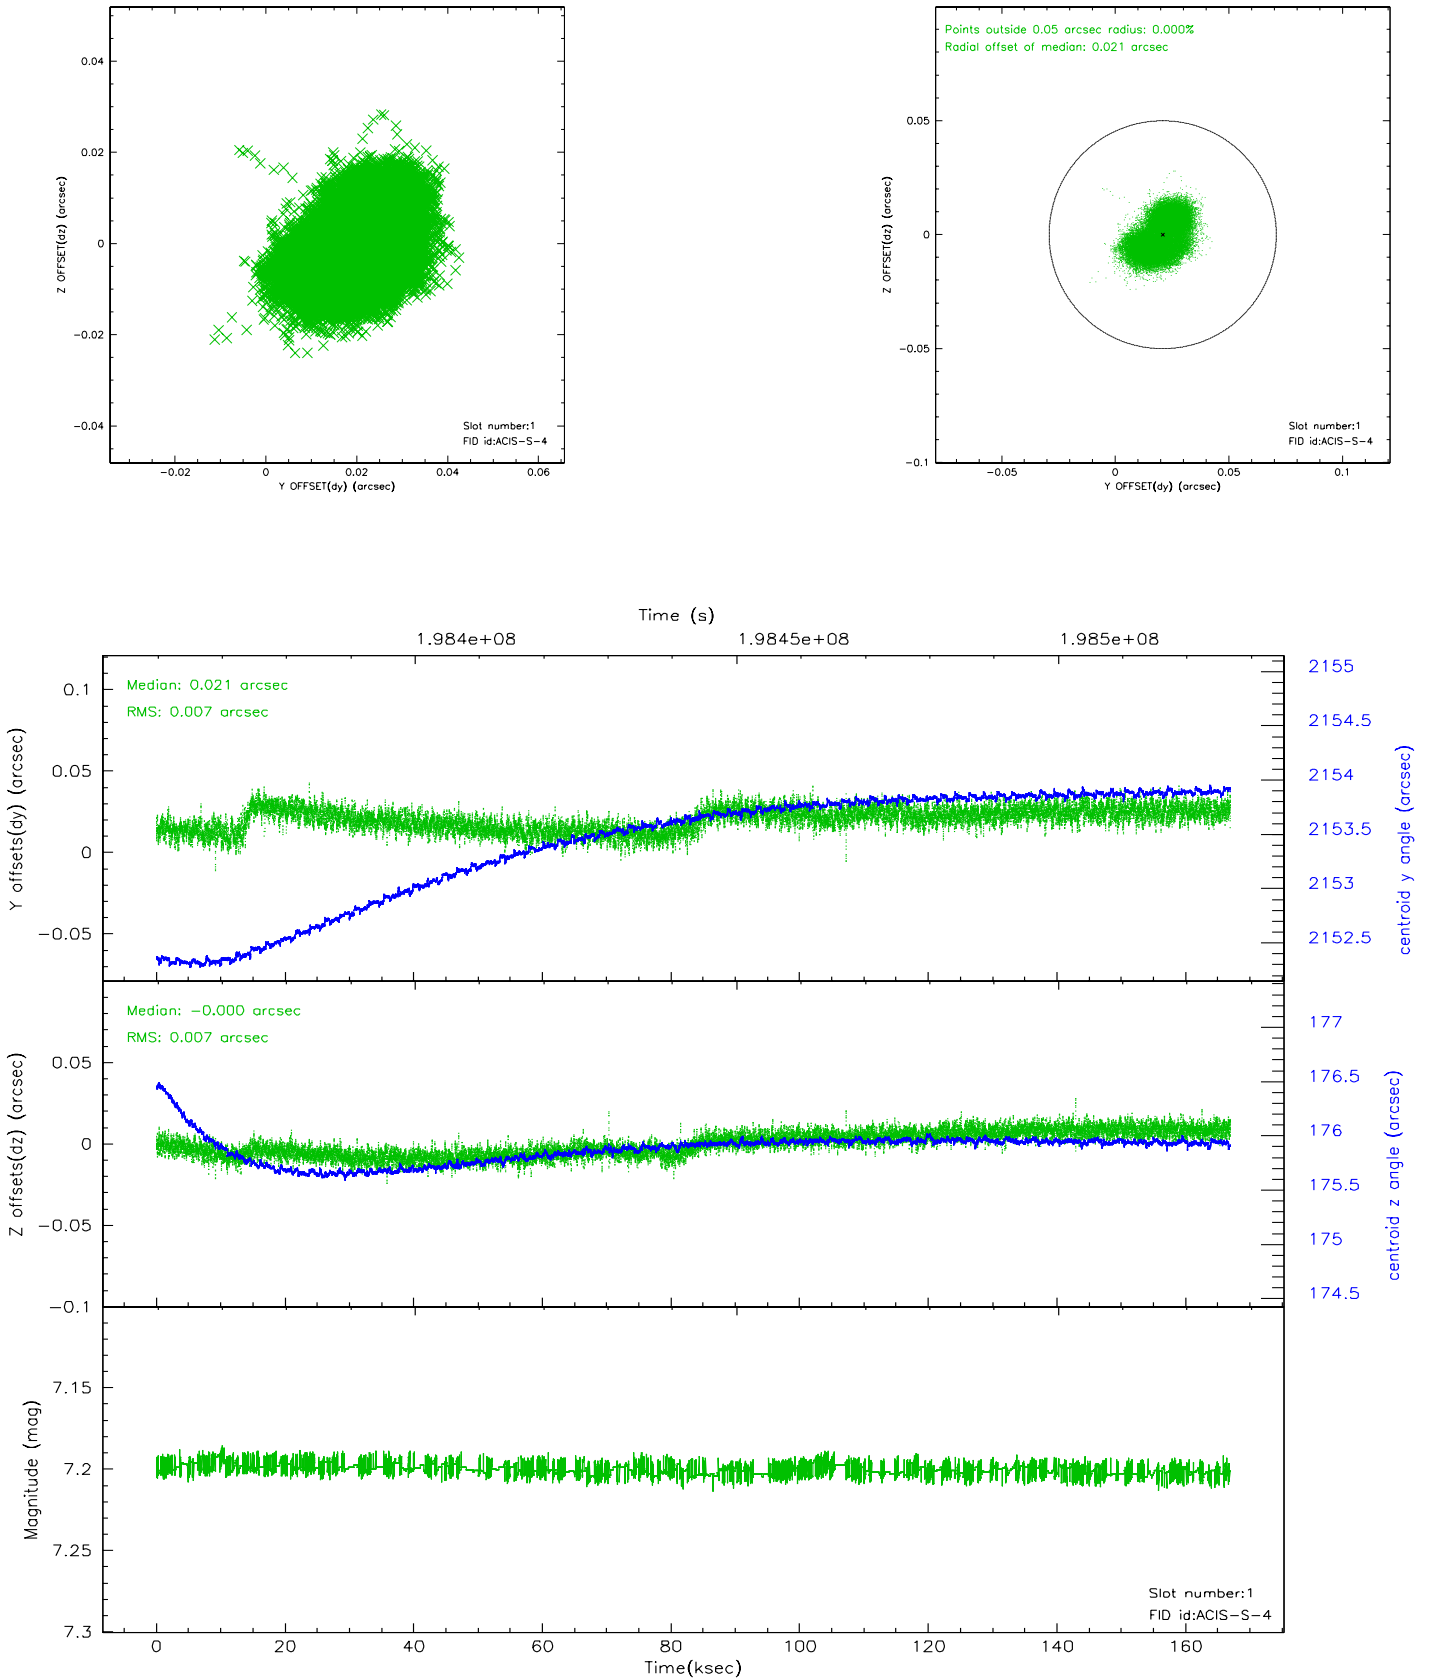 0.04
0.02
0
-0.02
-0.04
Z OFFSET(dz) (arcsec)
-0.02 0 0.02 0.04 0.06
Y OFFSET(dy) (arcsec)
Slot number:1
FID id:ACIS-S-4
Points outside 0.05 arcsec radius: 0.000%
Radial offset of median: 0.021 arcsec
0.05
0
-0.05
-0.1
Z OFFSET(dz) (arcsec)
-0.05 0 0.05 0.1
Y OFFSET(dy) (arcsec)
Slot number:1
FID id:ACIS-S-4
Time (s)
1.984e+08 1.9845e+08 1.985e+08
Median: 0.021 arcsec
RMS: 0.007 arcsec
0.1
0.05
0
-0.05
Y offsets(dy) (arcsec)
2155
2154.5
2154
2153.5
2153
2152.5
centroid y angle (arcsec)
Median: -0.000 arcsec
RMS: 0.007 arcsec
0.05
0
-0.05
-0.1
Z offsets(dz) (arcsec)
177
176.5
176
175.5
175
174.5
centroid z angle (arcsec)
7.15
7.2
7.25
7.3
Magnitude (mag)
Slot number:1
FID id:ACIS-S-4
0 20 40 60 80 100 120 140 160
Time(ksec)